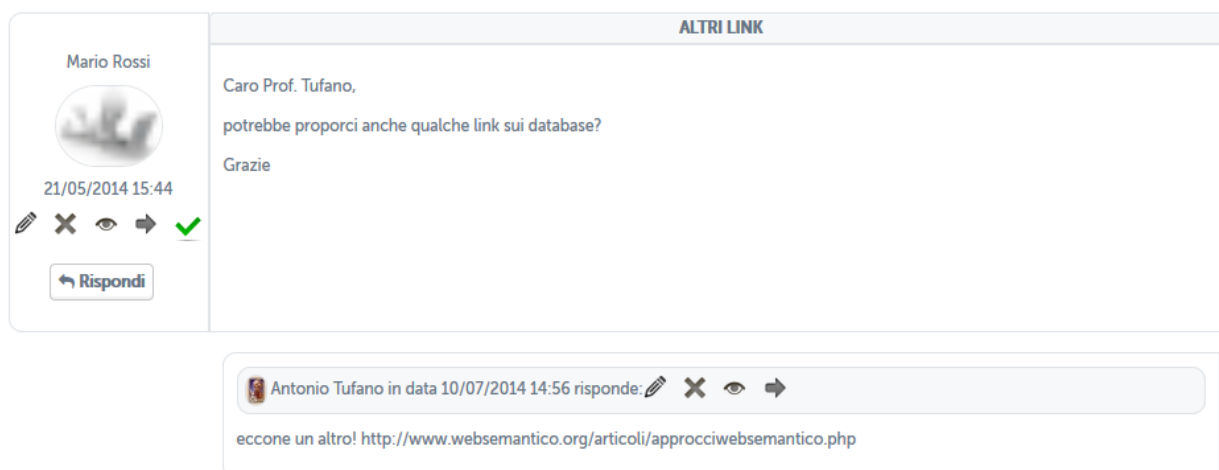 ALTRI LINK
Mario Rossi
21/05/2014 15:44
Rispondi
Caro Prof. Tufano,
potrebbe proporci anche qualche link sui database?
Grazie
Antonio Tufano in data 10/07/2014 14:56 risponde:
eccone un altro! http://www.websemantico.org/articoli/approcciwebsemantico.php